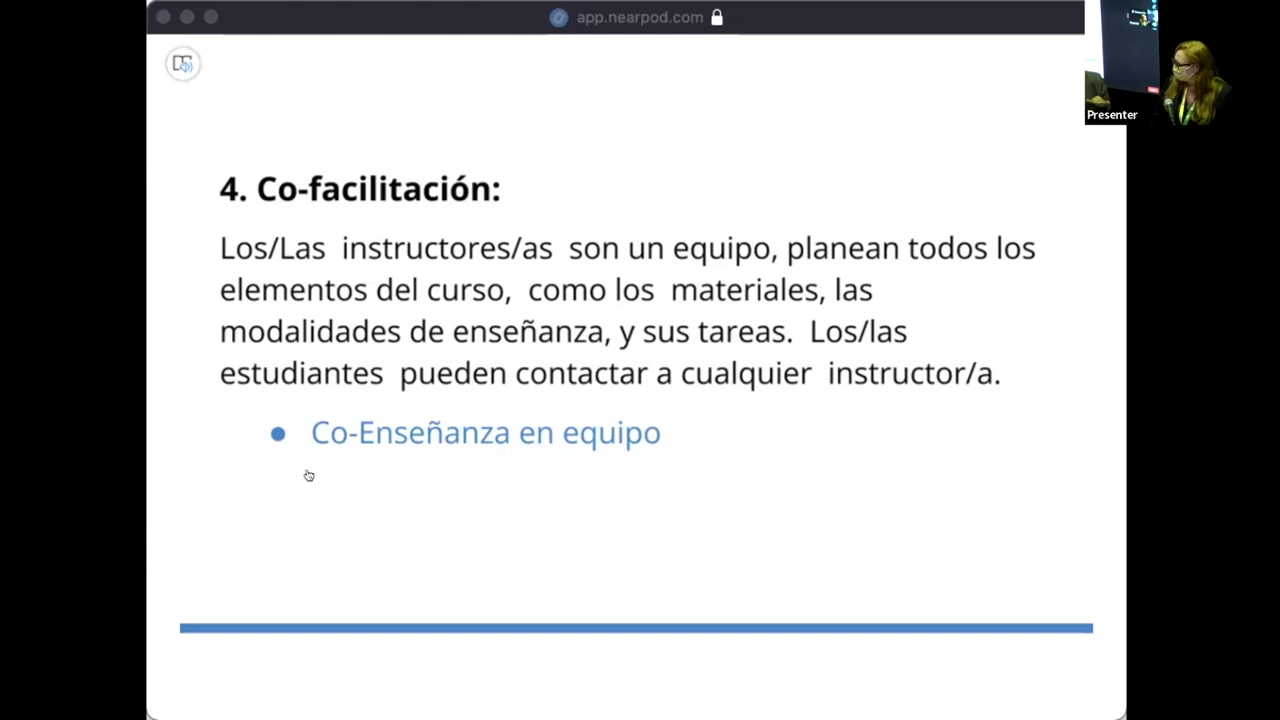 app.nearpod.com
Presenter
4. Co-facilitación:
Los/Las instructores/as son un equipo, planean todos los
elementos del curso, como los materiales, las
modalidades de enseñanza, y sus tareas. Los/las
estudiantes pueden contactar a cualquier instructor/a.
● Co-Enseñanza en equipo